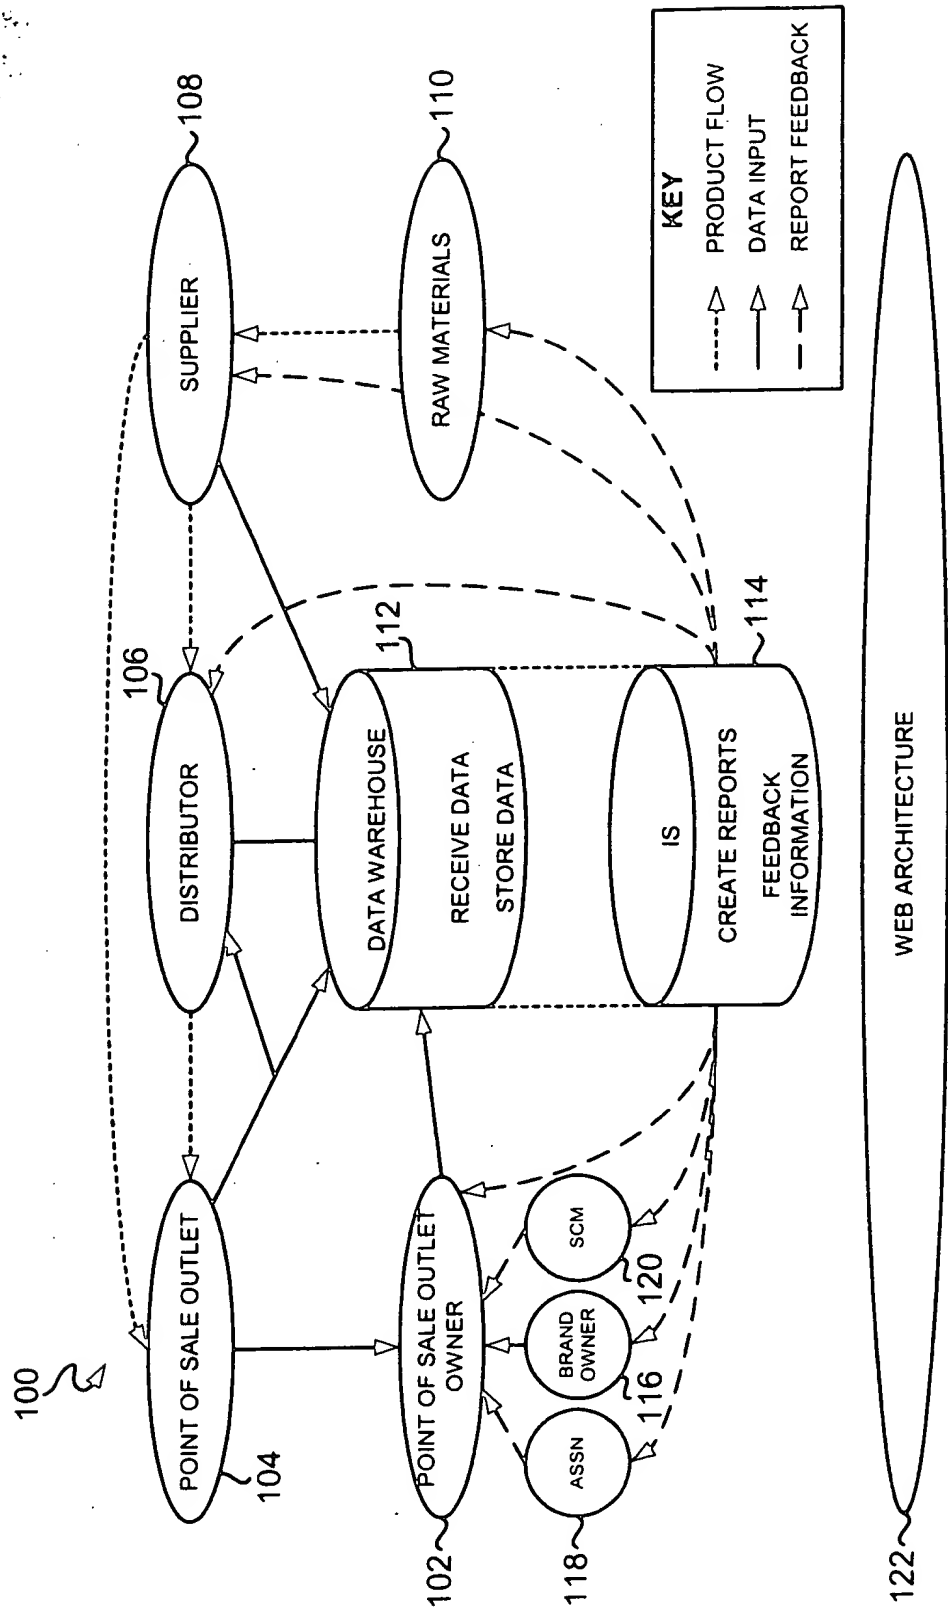 100
POINT OF SALE OUTLET
104
DISTRIBUTOR
106
SUPPLIER
108
POINT OF SALE OUTLET
OWNER
102
DATA WAREHOUSE
112
RECEIVE DATA
STORE DATA
RAW MATERIALS
110
ASSN
118
BRAND
OWNER
116
SCM
120
IS
114
CREATE REPORTS
FEEDBACK
INFORMATION
KEY
PRODUCT FLOW
DATA INPUT
REPORT FEEDBACK
WEB ARCHITECTURE
122